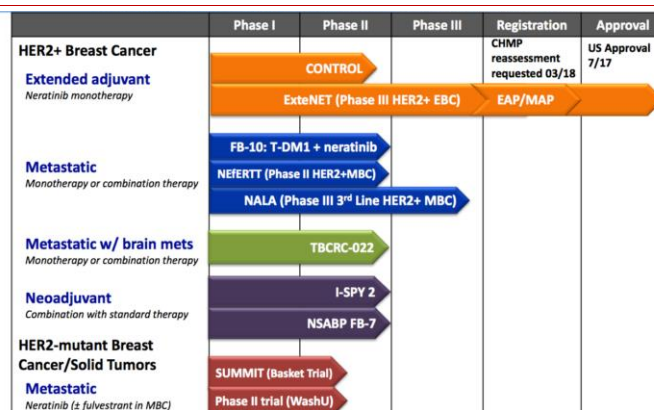 Phase I Phase II Phase III Registration Approval
HER2+ Breast Cancer
Extended adjuvant
Neratinib monotherapy
CONTROL
CHMP
reassessment
requested 03/18
US Approval
7/17
ExteNET (Phase III HER2+ EBC)
EAP/MAP
Metastatic
Monotherapy or combination therapy
FB-10: T-DM1 + neratinib
NEfERTT (Phase II HER2+MBC)
NALA (Phase III 3rd Line HER2+ MBC)
Metastatic w/ brain mets
Monotherapy or combination therapy
TBCRC-022
Neoadjuvant
Combination with standard therapy
I-SPY 2
NSABP FB-7
HER2-mutant Breast
Cancer/Solid Tumors
Metastatic
Neratinib (± fulvestrant in MBC)
SUMMIT (Basket Trial)
Phase II trial (WashU)